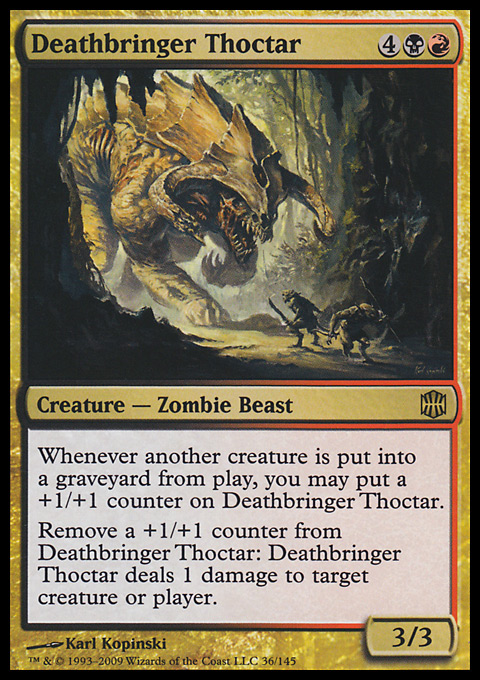 Deathbringer Thoctar 4
Creature — Zombie Beast
Whenever another creature is put into
a graveyard from play, you may put a
+1/+1 counter on Deathbringer Thoctar.
Remove a +1/+1 counter from
Deathbringer Thoctar: Deathbringer
Thoctar deals 1 damage to target
creature or player.
Karl Kopinski
3/3
™ & © 1993–2009 Wizards of the Coast LLC 36/145